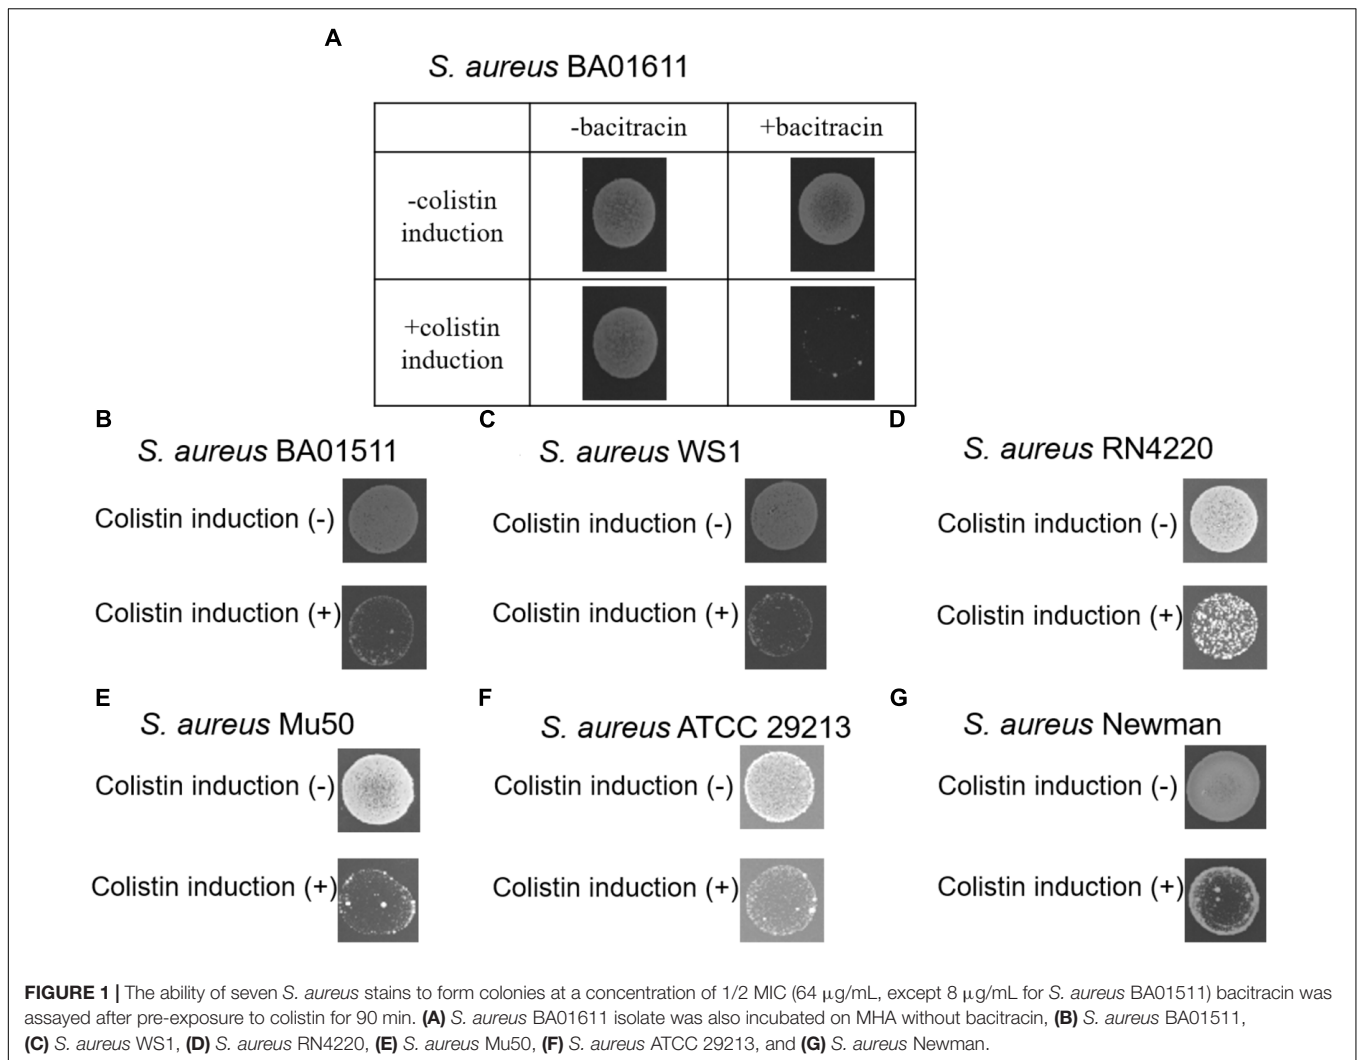 A
S. aureus BA01611
-bacitracin +bacitracin
-colistin
induction
+colistin
induction
B C D
S. aureus BA01511 S. aureus WS1 S. aureus RN4220
Colistin induction (-) Colistin induction (-) Colistin induction (-)
Colistin induction (+) Colistin induction (+) Colistin induction (+)
E F G
S. aureus Mu50 S. aureus ATCC 29213 S. aureus Newman
Colistin induction (-) Colistin induction (-) Colistin induction (-)
Colistin induction (+) Colistin induction (+) Colistin induction (+)
FIGURE 1 | The ability of seven S. aureus stains to form colonies at a concentration of 1/2 MIC (64 μg/mL, except 8 μg/mL for S. aureus BA01511) bacitracin was
assayed after pre-exposure to colistin for 90 min. (A) S. aureus BA01611 isolate was also incubated on MHA without bacitracin, (B) S. aureus BA01511,
(C) S. aureus WS1, (D) S. aureus RN4220, (E) S. aureus Mu50, (F) S. aureus ATCC 29213, and (G) S. aureus Newman.